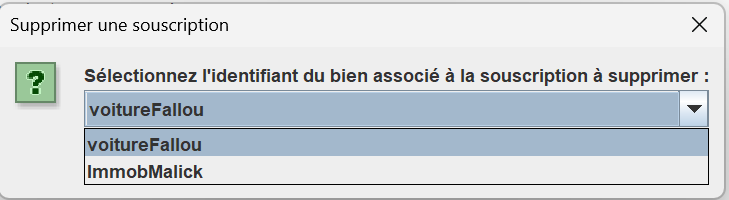 Supprimer une souscription
?
Sélectionnez l'identifiant du bien associé à la souscription à supprimer :
voitureFallou
voitureFallou
ImmobMalick